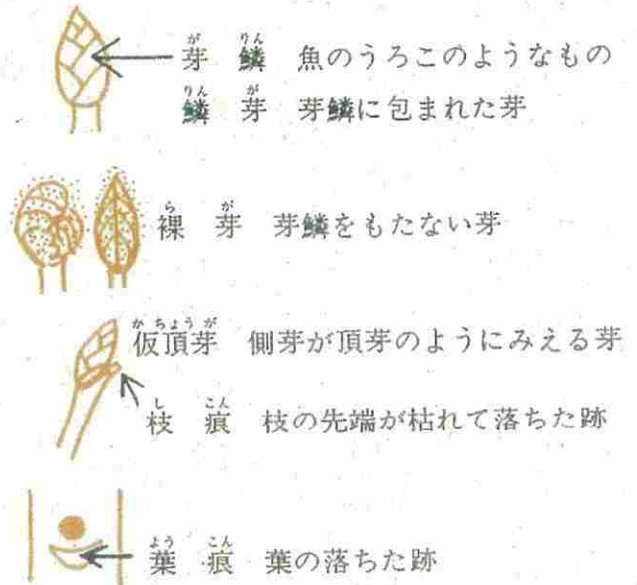 芽鱗 魚のうろこのようなもの
鱗芽 芽鱗に包まれた芽
裸芽 芽鱗をもたない芽
仮頂芽 側芽が頂芽のようにみえる芽
枝痕 枝の先端が枯れて落ちた跡
葉痕 葉の落ちた跡